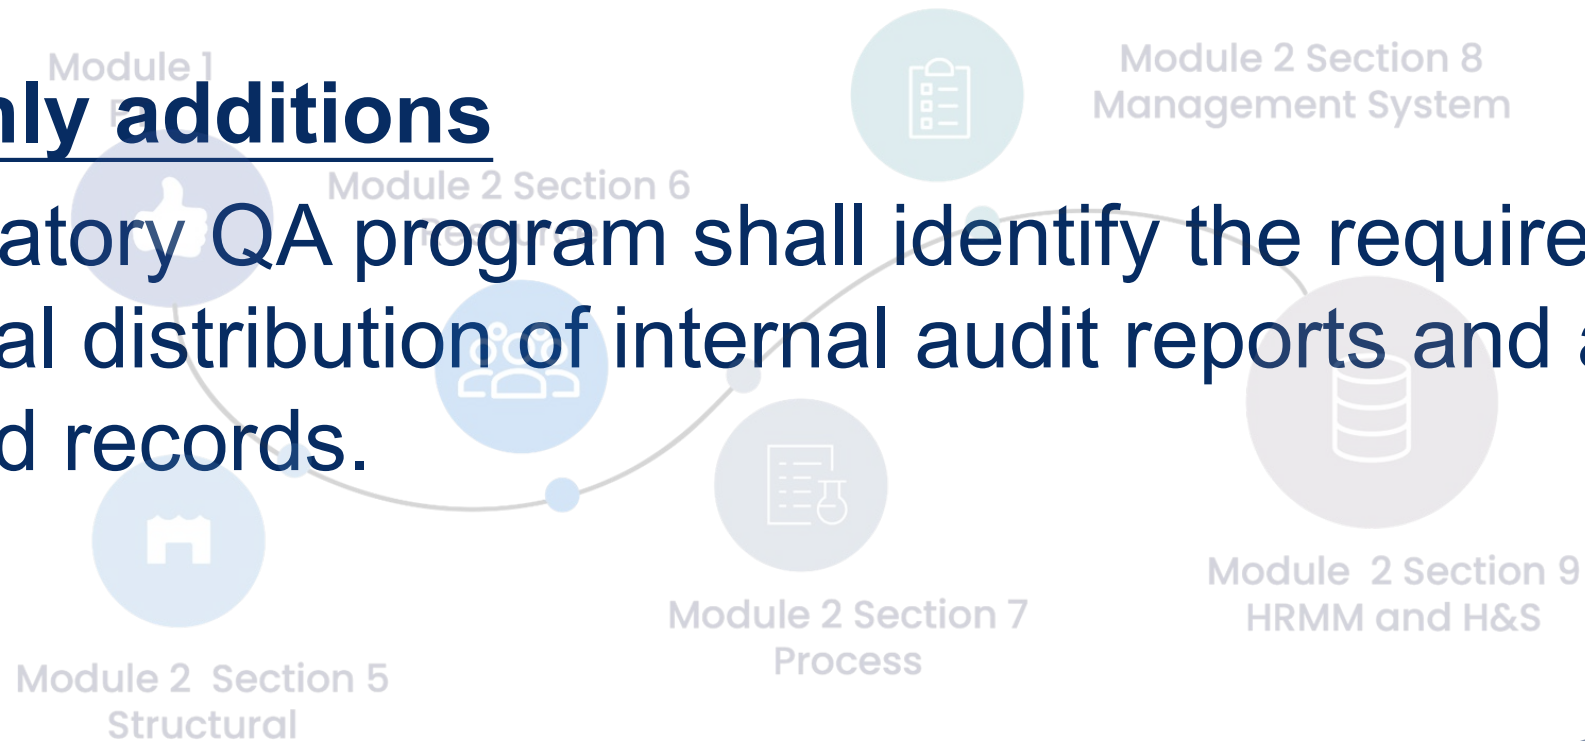 Module 1
nly additions
Module 2 Section 8
Management System
Module 2 Section 6
Resource
atory QA program shall identify the require
al distribution of internal audit reports and a
d records.
Module 2 Section 9
HRMM and H&S
Module 2 Section 7
Process
Module 2 Section 5
Structural